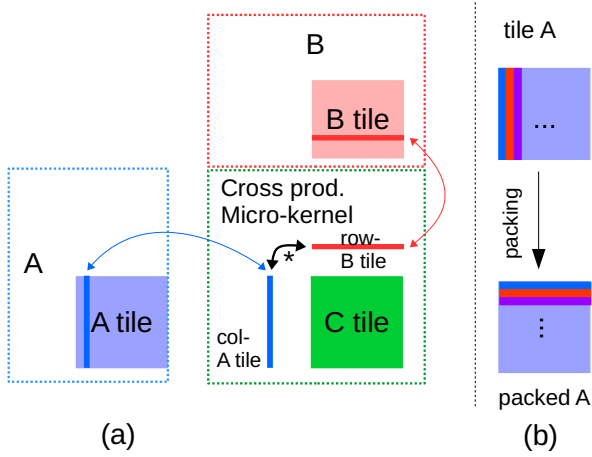 B
B tile
Cross prod.
Micro-kernel
row-
B tile
*
A
A tile
col-
A tile
C tile
(a)
tile A
...
packing
...
packed A
(b)